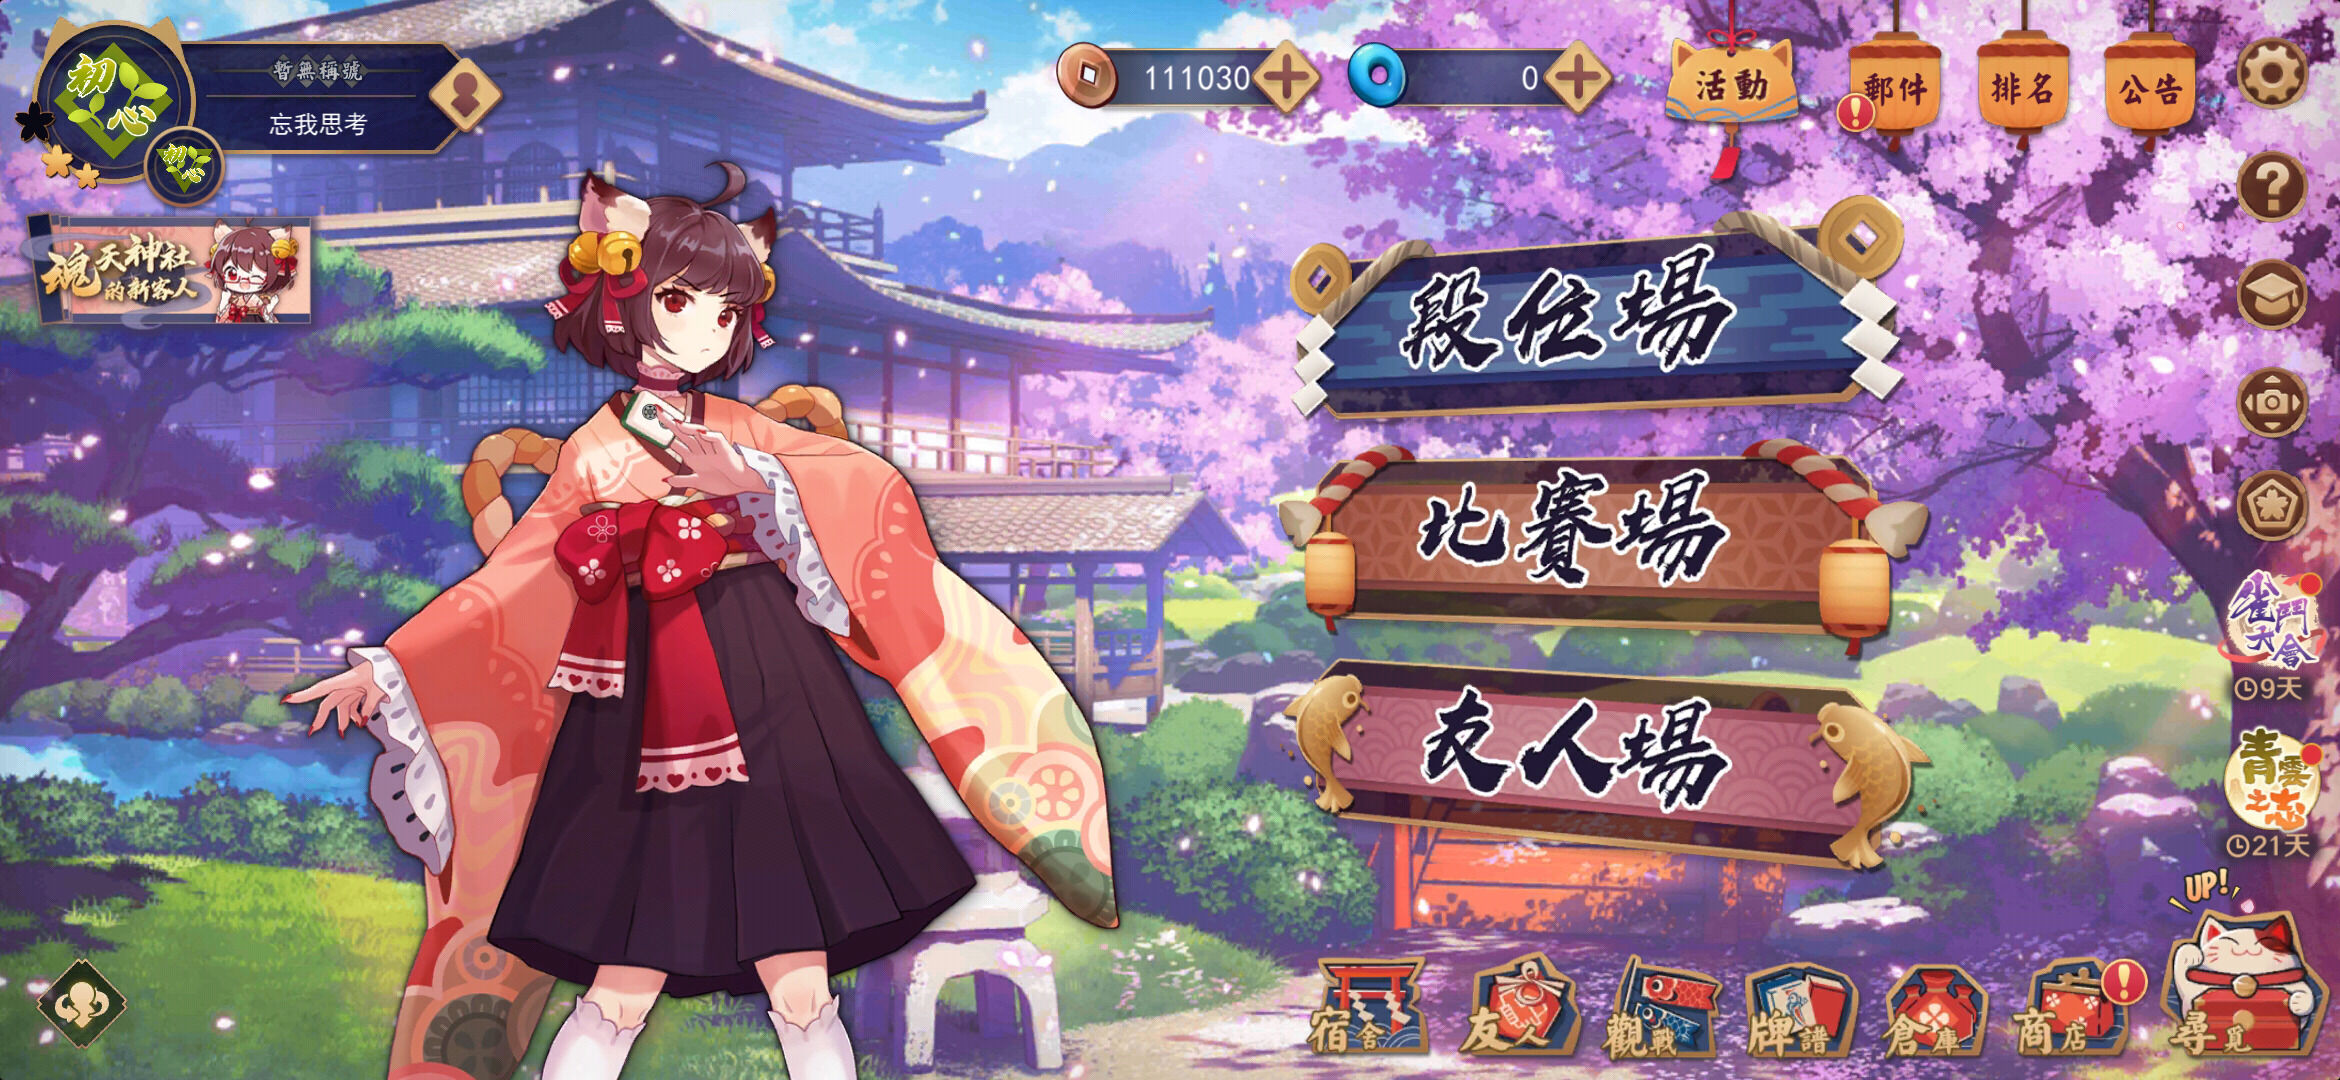 初心
暫無稱號
忘我思考
初心
111030
0
活動
郵件
排名
公告
魂天神社
的新客人
段位場
比賽場
友人場
雀鬥大會
9天
青雲之志
21天
UP!
宿舍
友人
觀戰
牌譜
倉庫
商店
尋覓